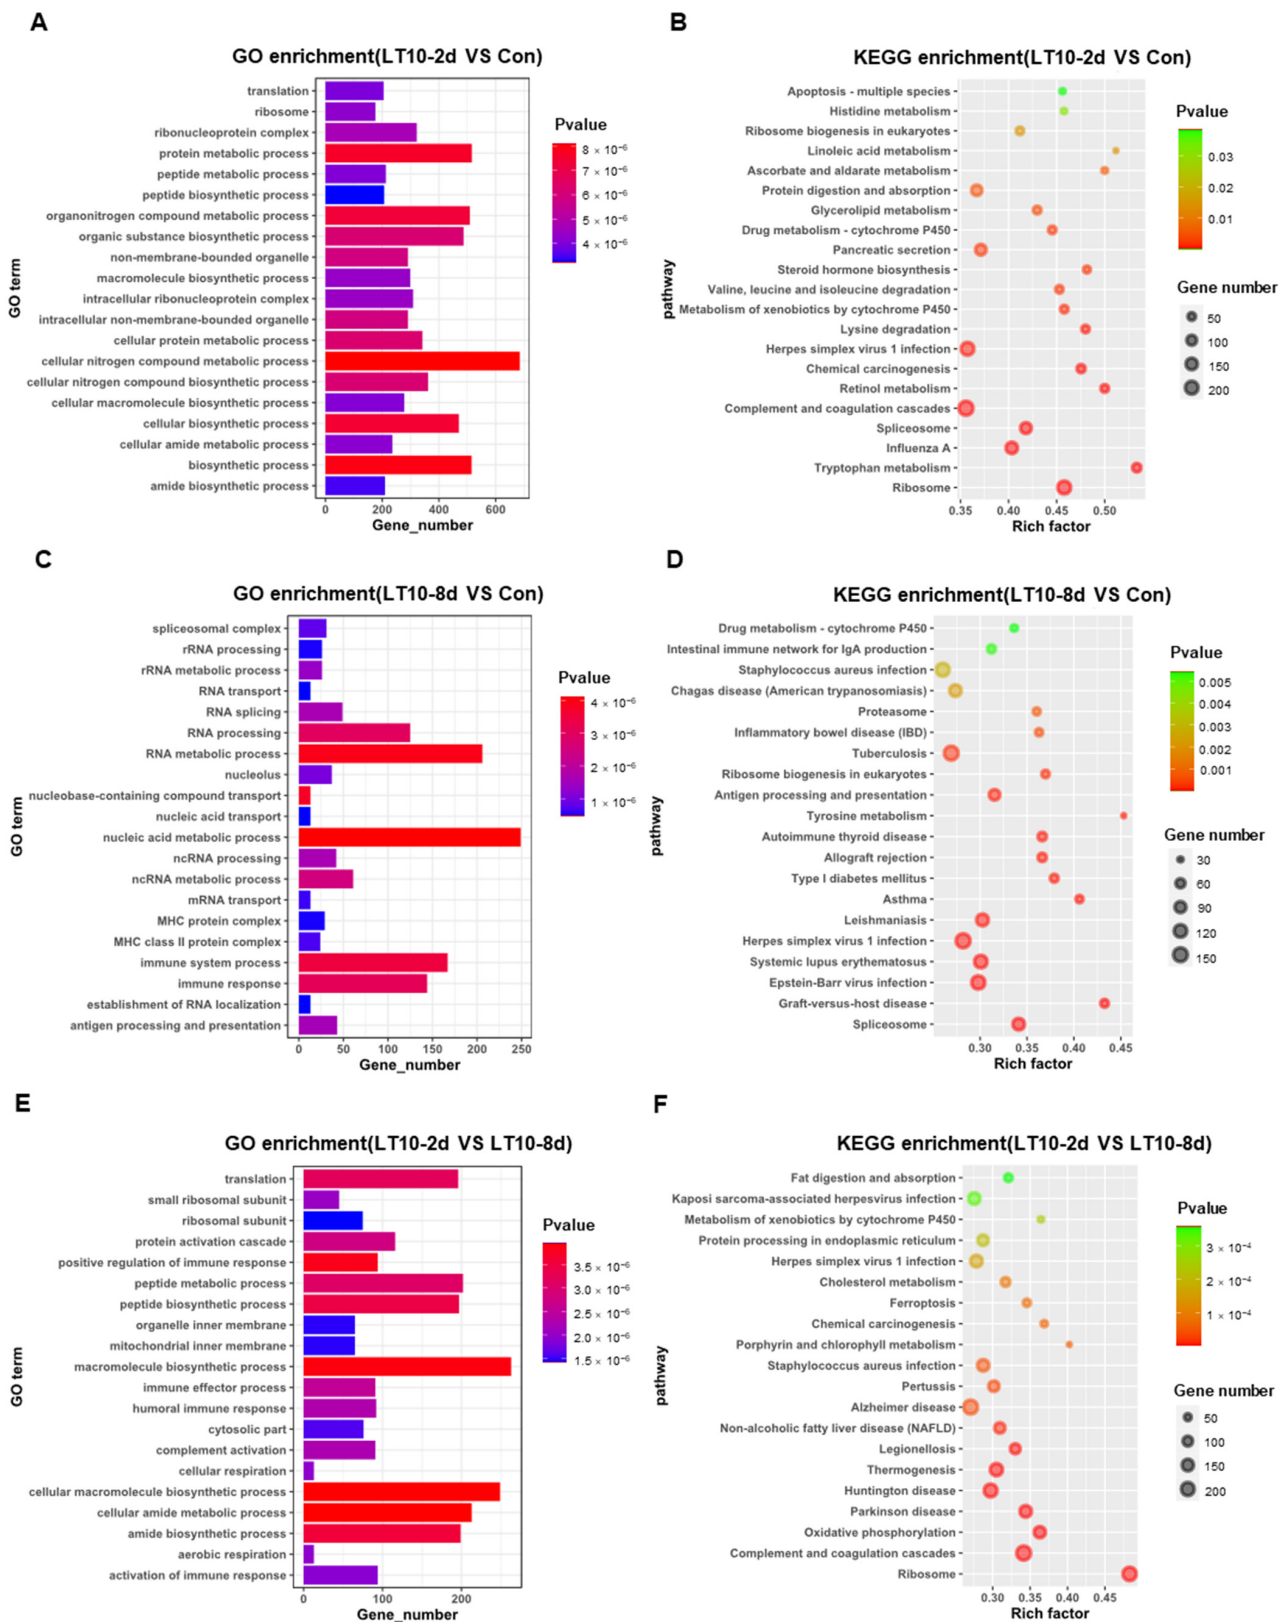 A
GO enrichment(LT10-2d VS Con)
translation
ribosome
ribonucleoprotein complex
protein metabolic process
peptide metabolic process
peptide biosynthetic process
organonitrogen compound metabolic process
organic substance biosynthetic process
non-membrane-bounded organelle
macromolecule biosynthetic process
intracellular ribonucleoprotein complex
intracellular non-membrane-bounded organelle
cellular protein metabolic process
cellular nitrogen compound metabolic process
cellular nitrogen compound biosynthetic process
cellular macromolecule biosynthetic process
cellular biosynthetic process
cellular amide metabolic process
biosynthetic process
amide biosynthetic process
GO term
0 200 400 600
Gene_number
Pvalue
8 × 10⁻⁶
7 × 10⁻⁶
6 × 10⁻⁶
5 × 10⁻⁶
4 × 10⁻⁶
B
KEGG enrichment(LT10-2d VS Con)
Apoptosis - multiple species
Histidine metabolism
Ribosome biogenesis in eukaryotes
Linoleic acid metabolism
Ascorbate and aldarate metabolism
Protein digestion and absorption
Glycerolipid metabolism
Drug metabolism - cytochrome P450
Pancreatic secretion
Steroid hormone biosynthesis
Valine, leucine and isoleucine degradation
Metabolism of xenobiotics by cytochrome P450
Lysine degradation
Herpes simplex virus 1 infection
Chemical carcinogenesis
Retinol metabolism
Complement and coagulation cascades
Spliceosome
Influenza A
Tryptophan metabolism
Ribosome
pathway
0.35 0.40 0.45 0.50
Rich factor
Pvalue
0.03
0.02
0.01
Gene number
50
100
150
200
C
GO enrichment(LT10-8d VS Con)
spliceosomal complex
rRNA processing
rRNA metabolic process
RNA transport
RNA splicing
RNA processing
RNA metabolic process
nucleolus
nucleobase-containing compound transport
nucleic acid transport
nucleic acid metabolic process
ncRNA processing
ncRNA metabolic process
mRNA transport
MHC protein complex
MHC class II protein complex
immune system process
immune response
establishment of RNA localization
antigen processing and presentation
GO term
0 50 100 150 200 250
Gene_number
Pvalue
4 × 10⁻⁶
3 × 10⁻⁶
2 × 10⁻⁶
1 × 10⁻⁶
D
KEGG enrichment(LT10-8d VS Con)
Drug metabolism - cytochrome P450
Intestinal immune network for IgA production
Staphylococcus aureus infection
Chagas disease (American trypanosomiasis)
Proteasome
Inflammatory bowel disease (IBD)
Tuberculosis
Ribosome biogenesis in eukaryotes
Antigen processing and presentation
Tyrosine metabolism
Autoimmune thyroid disease
Allograft rejection
Type I diabetes mellitus
Asthma
Leishmaniasis
Herpes simplex virus 1 infection
Systemic lupus erythematosus
Epstein-Barr virus infection
Graft-versus-host disease
Spliceosome
pathway
0.30 0.35 0.40 0.45
Rich factor
Pvalue
0.005
0.004
0.003
0.002
0.001
Gene number
30
60
90
120
150
E
GO enrichment(LT10-2d VS LT10-8d)
translation
small ribosomal subunit
ribosomal subunit
protein activation cascade
positive regulation of immune response
peptide metabolic process
peptide biosynthetic process
organelle inner membrane
mitochondrial inner membrane
macromolecule biosynthetic process
immune effector process
humoral immune response
cytosolic part
complement activation
cellular respiration
cellular macromolecule biosynthetic process
cellular amide metabolic process
amide biosynthetic process
aerobic respiration
activation of immune response
GO term
0 100 200
Gene_number
Pvalue
3.5 × 10⁻⁶
3.0 × 10⁻⁶
2.5 × 10⁻⁶
2.0 × 10⁻⁶
1.5 × 10⁻⁶
F
KEGG enrichment(LT10-2d VS LT10-8d)
Fat digestion and absorption
Kaposi sarcoma-associated herpesvirus infection
Metabolism of xenobiotics by cytochrome P450
Protein processing in endoplasmic reticulum
Herpes simplex virus 1 infection
Cholesterol metabolism
Ferroptosis
Chemical carcinogenesis
Porphyrin and chlorophyll metabolism
Staphylococcus aureus infection
Pertussis
Alzheimer disease
Non-alcoholic fatty liver disease (NAFLD)
Legionellosis
Thermogenesis
Huntington disease
Parkinson disease
Oxidative phosphorylation
Complement and coagulation cascades
Ribosome
pathway
0.30 0.35 0.40 0.45
Rich factor
Pvalue
3 × 10⁻⁴
2 × 10⁻⁴
1 × 10⁻⁴
Gene number
50
100
150
200